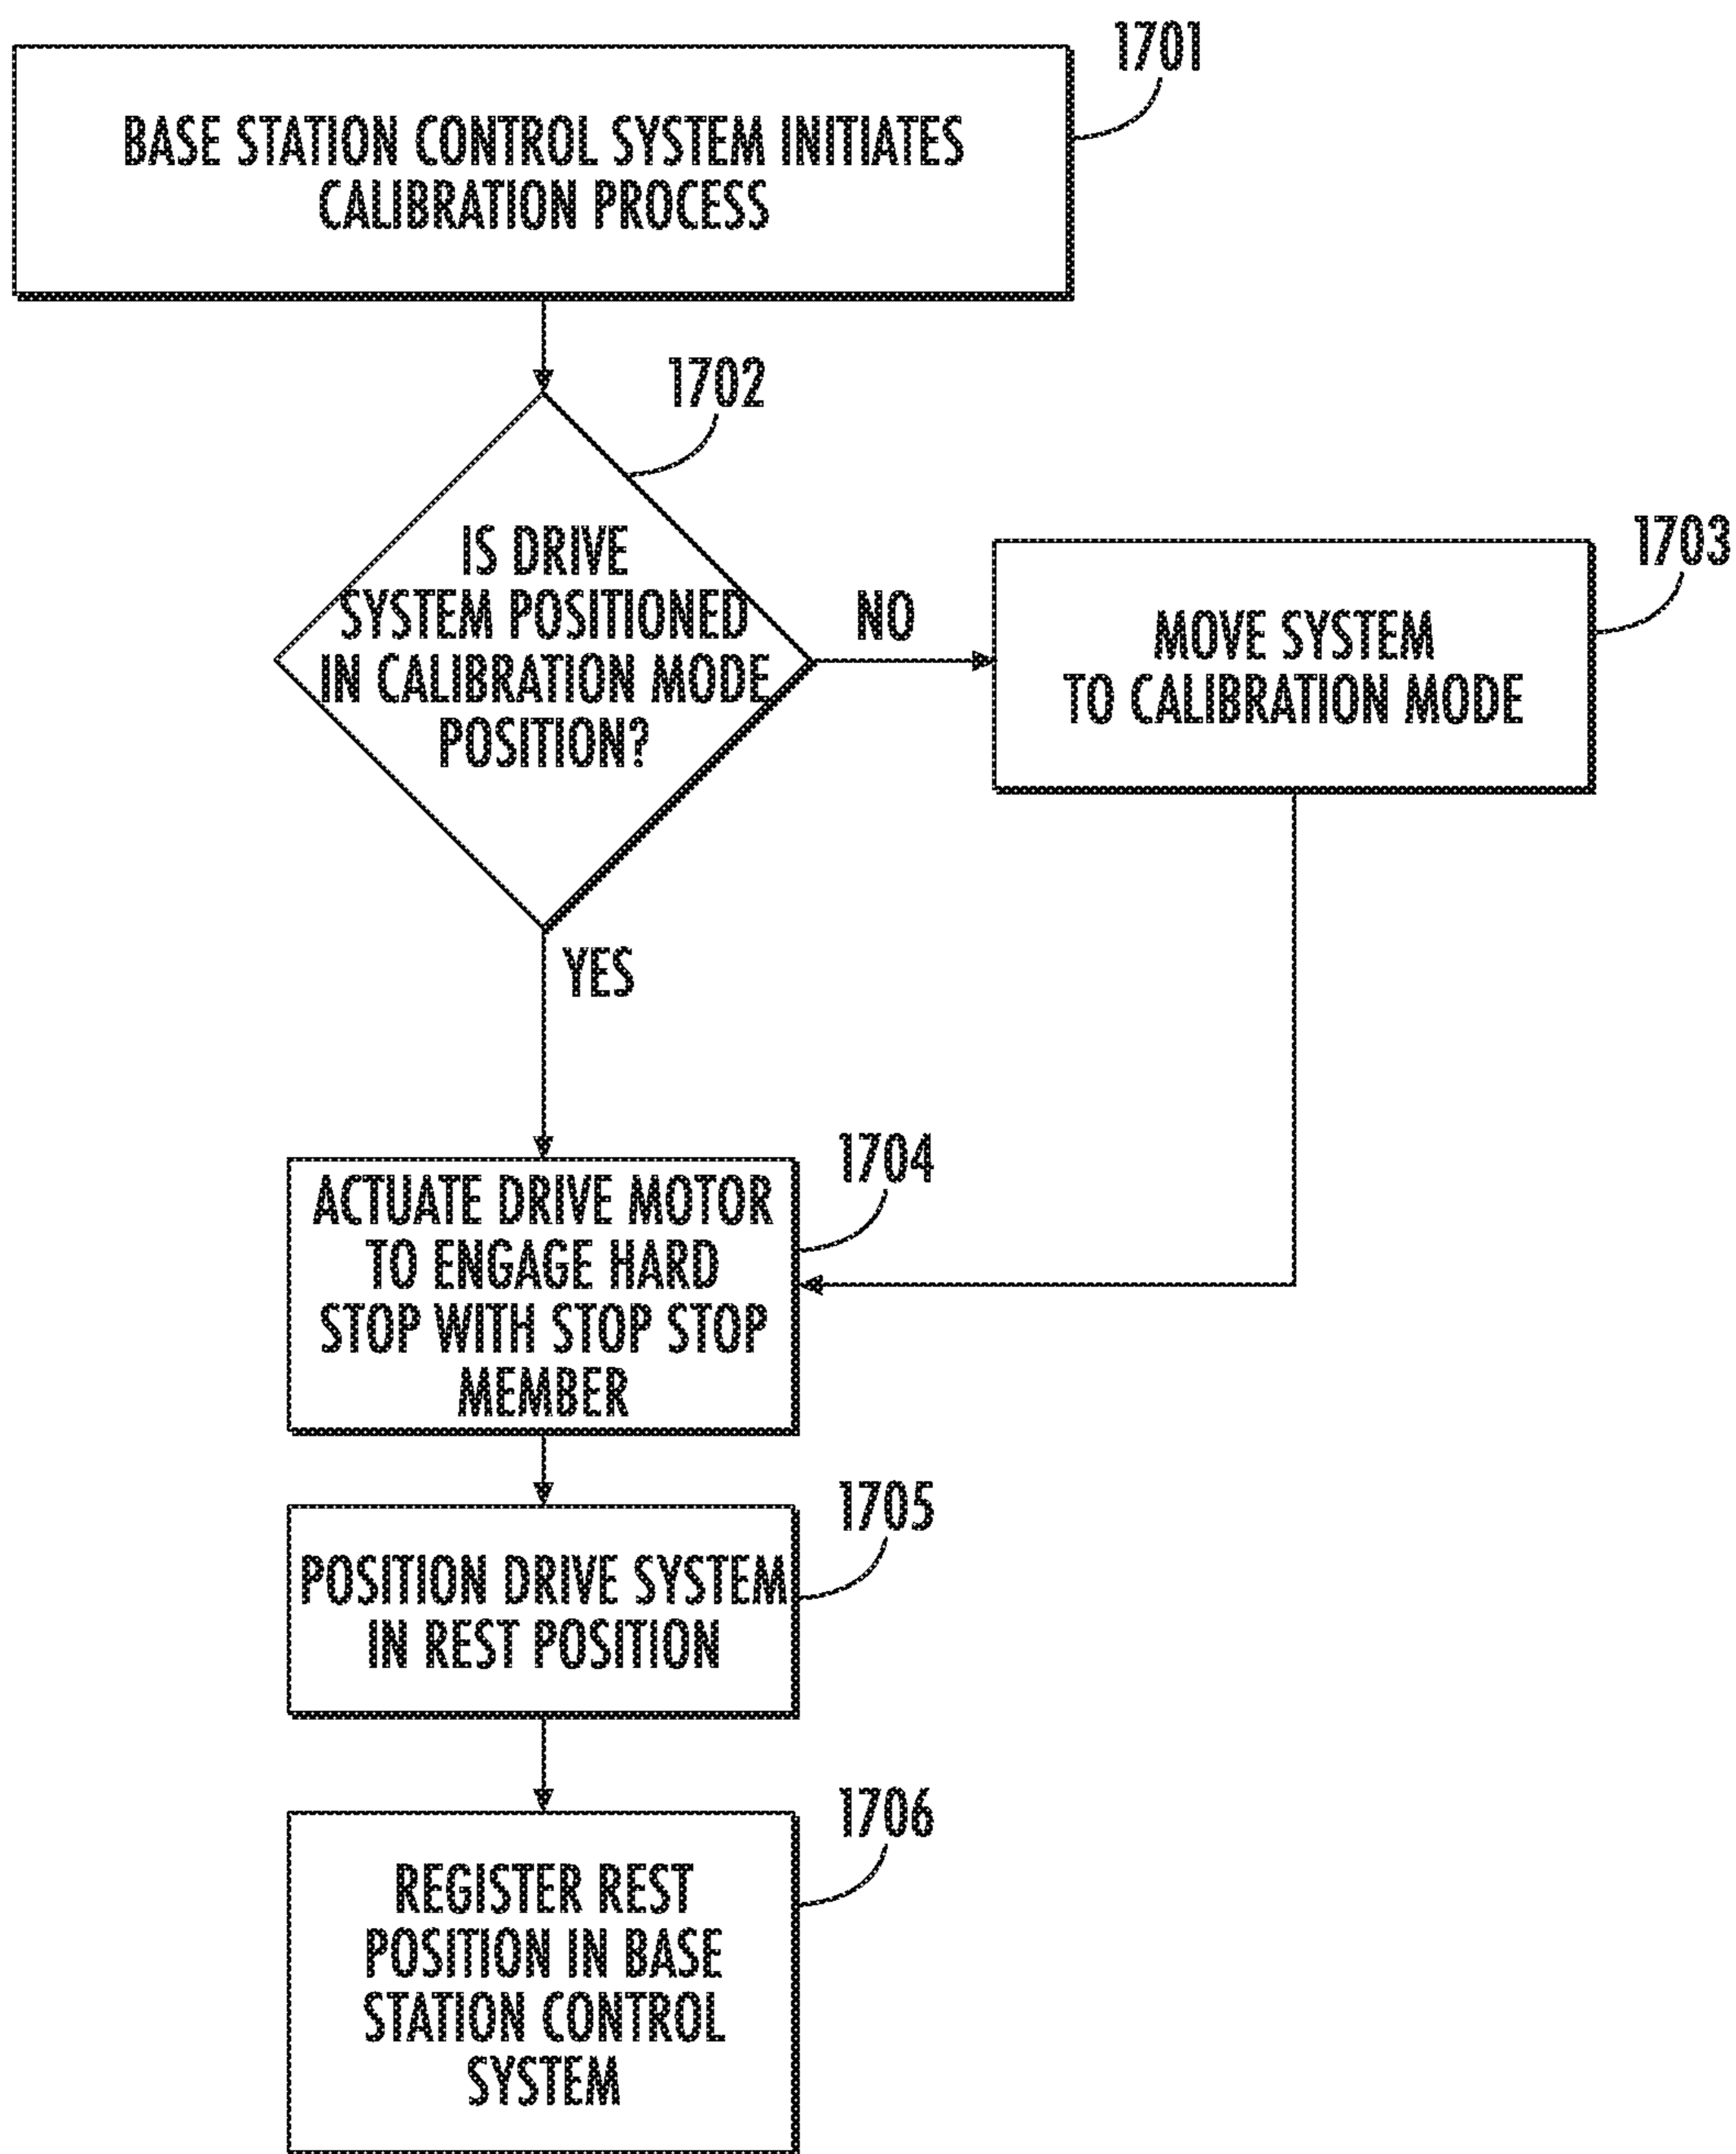 1701
BASE STATION CONTROL SYSTEM INITIATES
CALIBRATION PROCESS
1702
IS DRIVE
SYSTEM POSITIONED
IN CALIBRATION MODE
POSITION?
NO
1703
MOVE SYSTEM
TO CALIBRATION MODE
YES
1704
ACTUATE DRIVE MOTOR
TO ENGAGE HARD
STOP WITH STOP STOP
MEMBER
1705
POSITION DRIVE SYSTEM
IN REST POSITION
1706
REGISTER REST
POSITION IN BASE
STATION CONTROL
SYSTEM